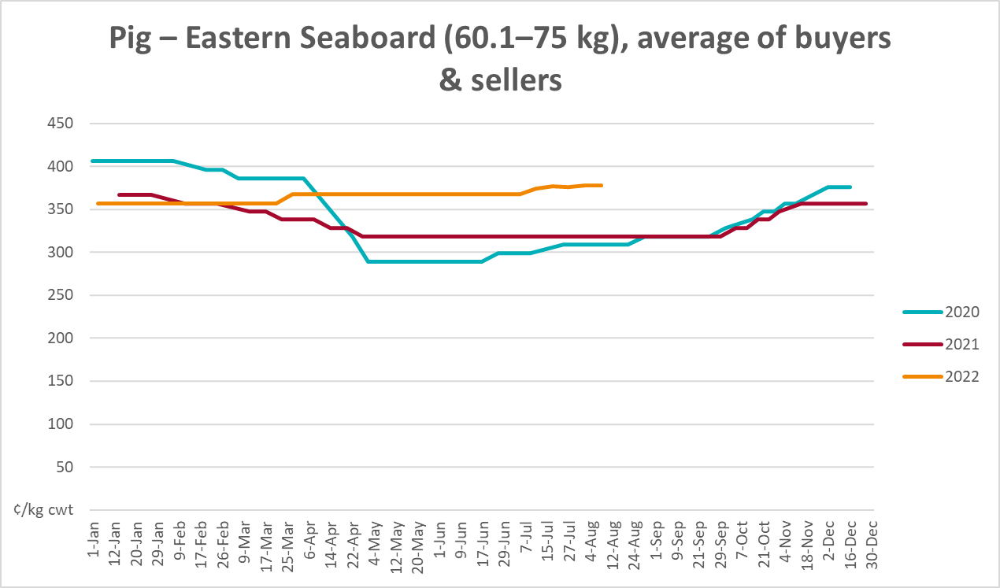 Pig – Eastern Seaboard (60.1–75 kg), average of buyers
& sellers
450
400
350
300
250
200
150
100
50
¢/kg cwt
1-Jan
12-Jan
20-Jan
29-Jan
9-Feb
17-Feb
26-Feb
9-Mar
17-Mar
25-Mar
6-Apr
14-Apr
22-Apr
4-May
12-May
20-May
1-Jun
9-Jun
17-Jun
29-Jun
7-Jul
15-Jul
27-Jul
4-Aug
12-Aug
24-Aug
1-Sep
9-Sep
21-Sep
29-Sep
7-Oct
21-Oct
4-Nov
18-Nov
2-Dec
16-Dec
30-Dec
2020
2021
2022